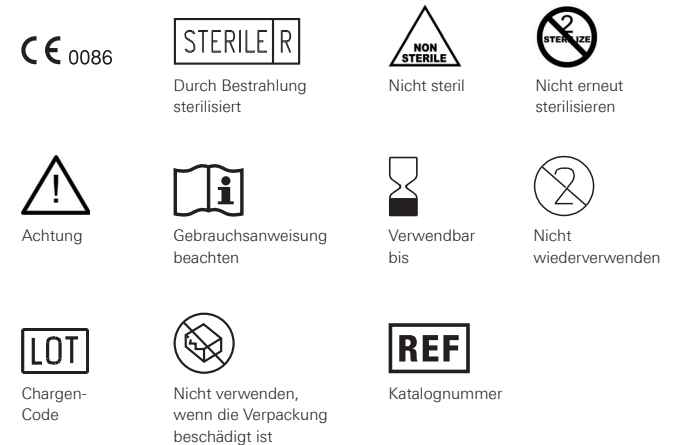 CE 0086
STERILE R
Durch Bestrahlung
sterilisiert
NON
STERILE
Nicht steril
2
STERILIZE
Nicht erneut
sterilisieren
!
Achtung
i
Gebrauchsanweisung
beachten
Verwendbar
bis
2
Nicht
wiederverwenden
LOT
Chargen-
Code
Nicht verwenden,
wenn die Verpackung
beschädigt ist
REF
Katalognummer